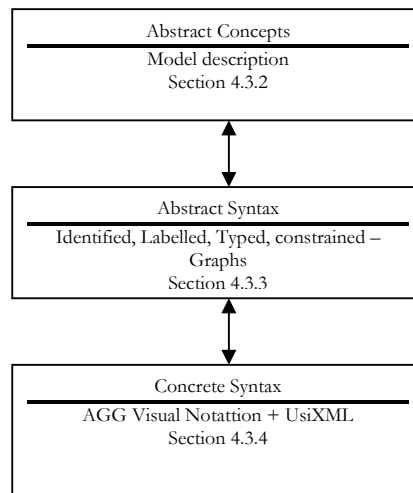 Abstract Concepts
Model description
Section 4.3.2
Abstract Syntax
Identified, Labelled, Typed, constrained –
Graphs
Section 4.3.3
Concrete Syntax
AGG Visual Notattion + UsiXML
Section 4.3.4